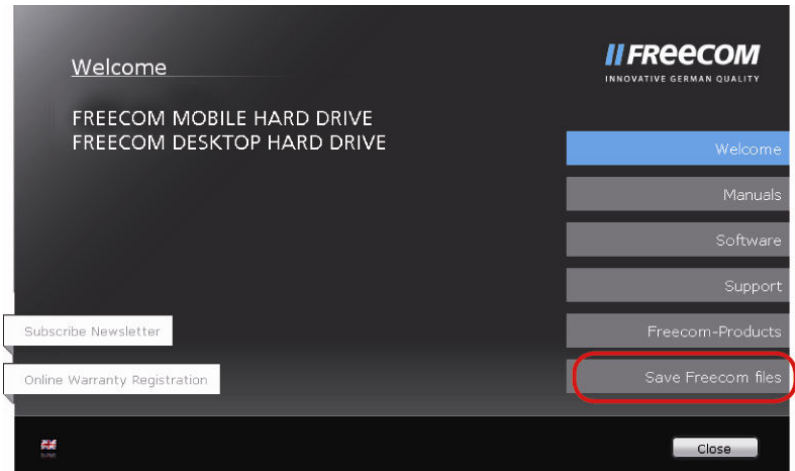 Welcome
FREECOM
INNOVATIVE GERMAN QUALITY
FREECOM MOBILE HARD DRIVE
FREECOM DESKTOP HARD DRIVE
Welcome
Manuals
Software
Support
Freecom-Products
Save Freecom files
Subscribe Newsletter
Online Warranty Registration
Close